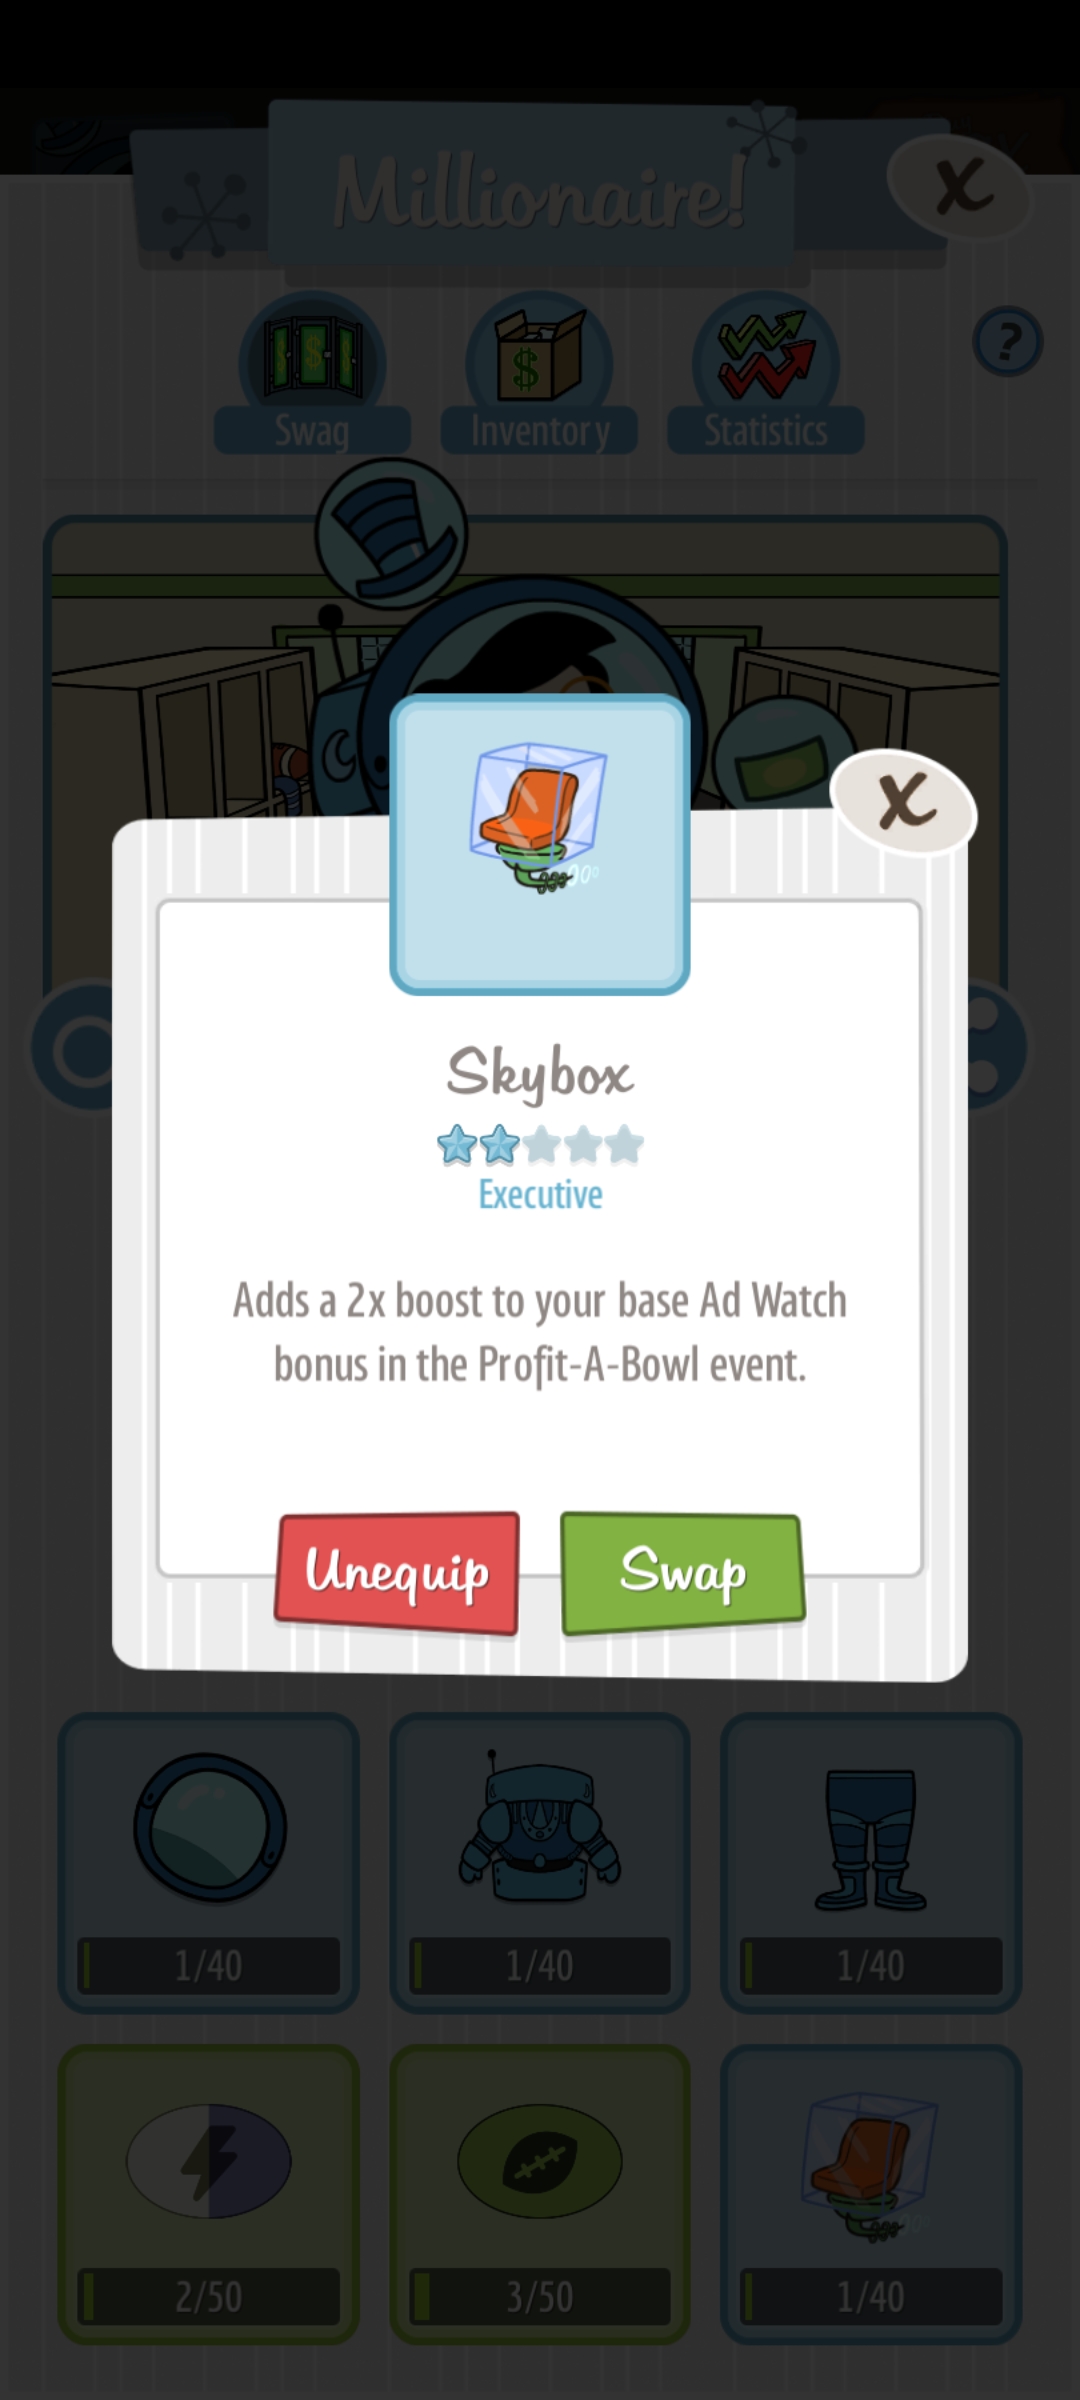 Millionaire!
X
?
Swag
Inventory
Statistics
X
Skybox
Executive
Adds a 2x boost to your base Ad Watch
bonus in the Profit-A-Bowl event.
Unequip
Swap
1/40
1/40
1/40
2/50
3/50
1/40